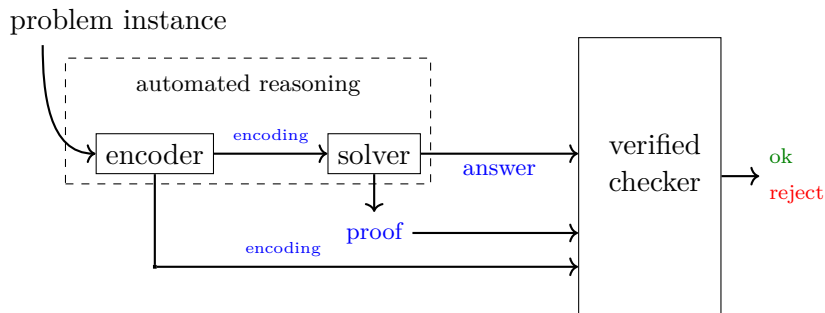 problem instance
automated reasoning
encoder
encoding
solver
answer
proof
encoding
verified
checker
ok
reject